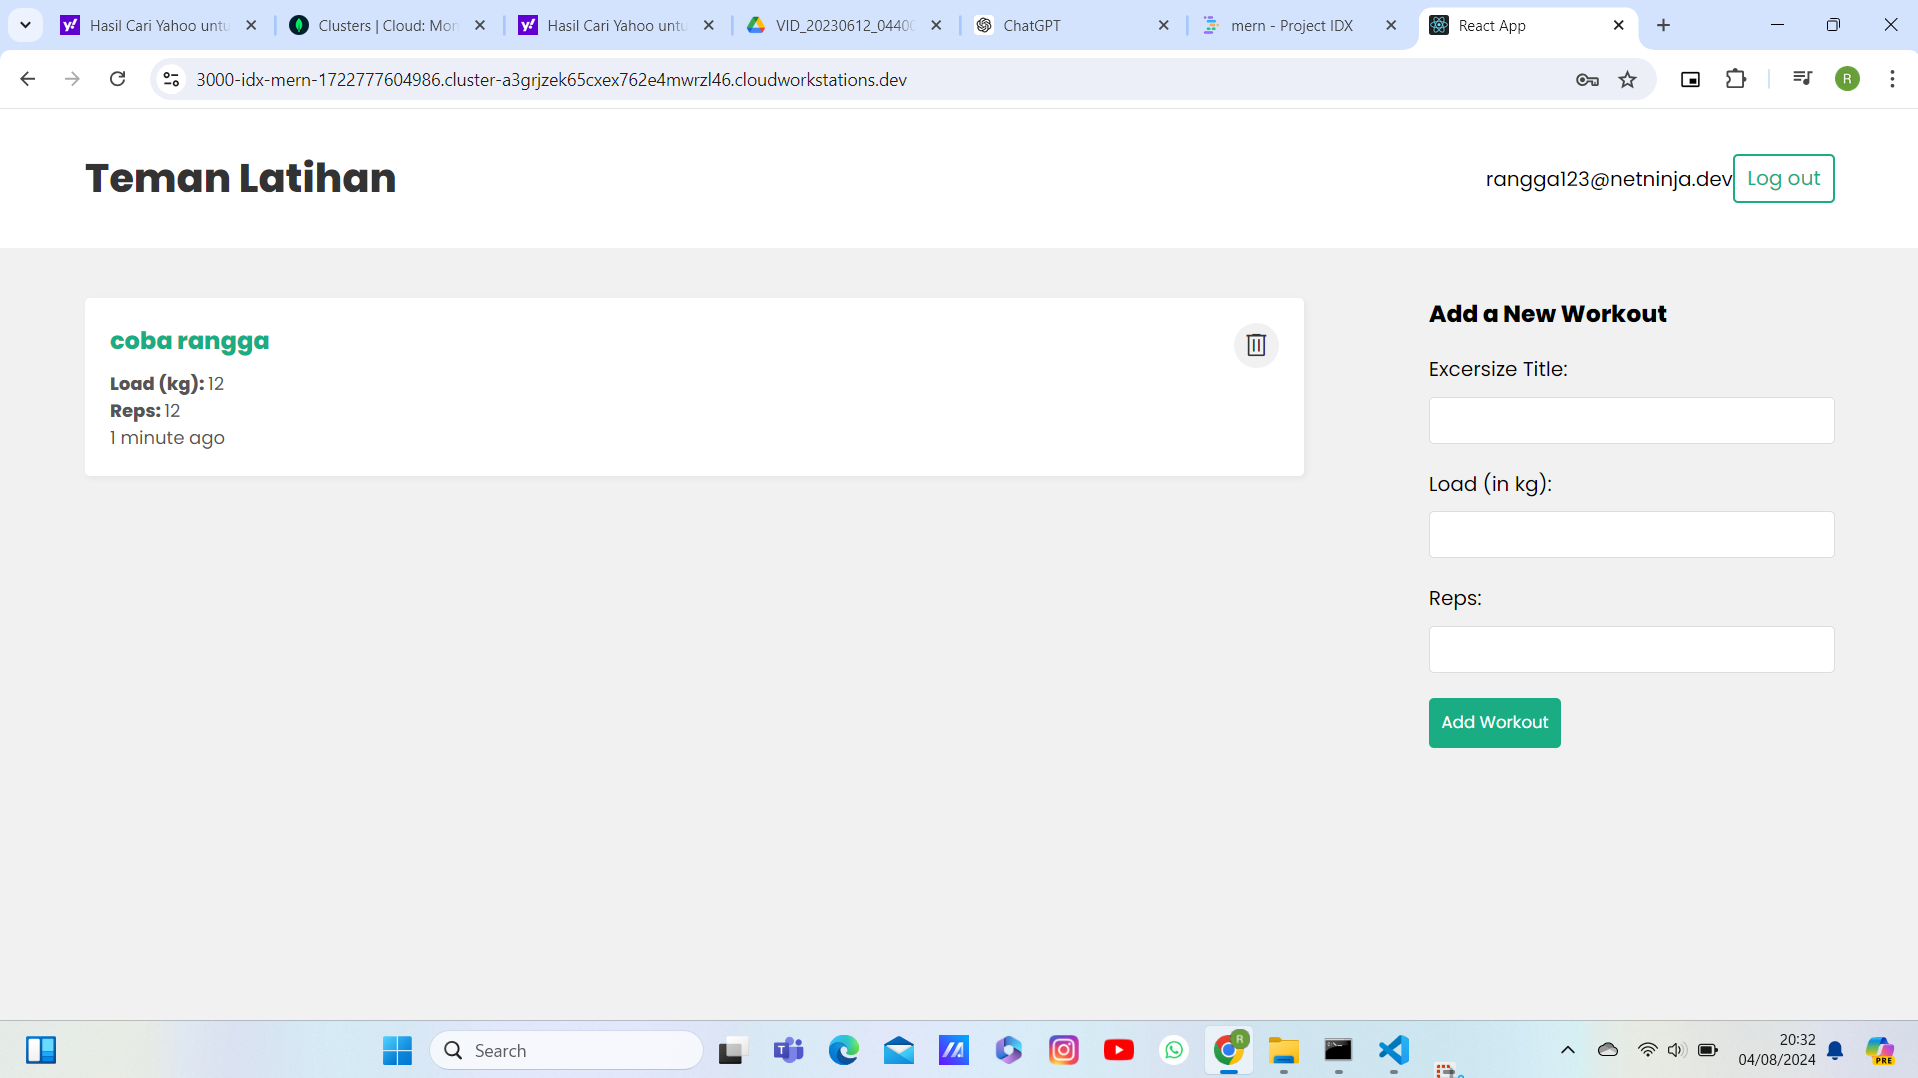 Hasil Cari Yahoo untu
Clusters | Cloud: Mon
Hasil Cari Yahoo untu
VID_20230612_04400
ChatGPT
mern - Project IDX
React App
3000-idx-mern-1722777604986.cluster-a3grjzek65cxex762e4mwrzl46.cloudworkstations.dev
R
Teman Latihan
rangga123@netninja.dev
Log out
coba rangga
Load (kg): 12
Reps: 12
1 minute ago
Add a New Workout
Excersize Title:
Load (in kg):
Reps:
Add Workout
Search
R
20:32
04/08/2024
PRE